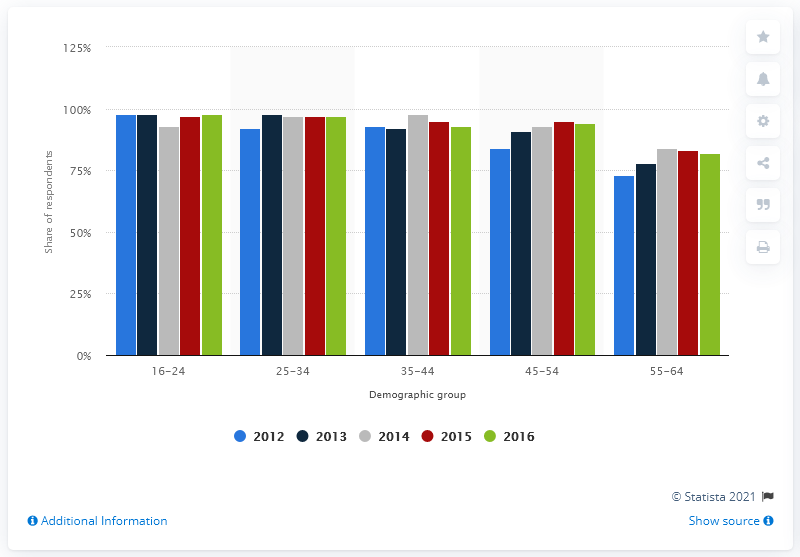 125%
100%
75%
50%
25%
0%
Share of respondents
16-24 25-34 35-44 45-54 55-64
Demographic group
2012 2013 2014 2015 2016
© Statista 2021
Additional Information Show source